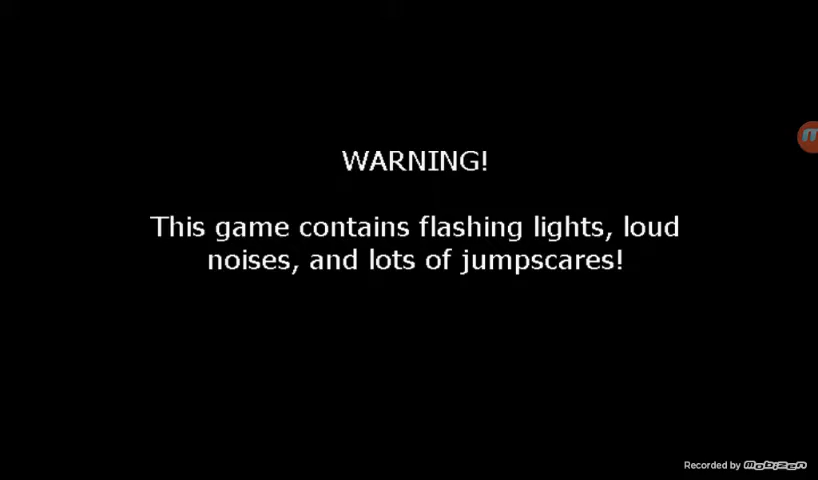 WARNING!
This game contains flashing lights, loud
noises, and lots of jumpscares!
Recorded by mobizen